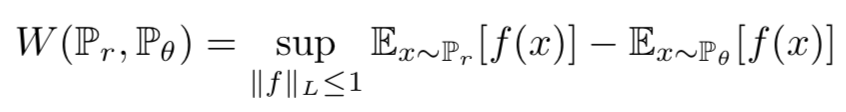 W(ℙ_r, ℙ_θ) = sup_{‖f‖_L ≤ 1} 𝔼_{x∼ℙ_r}[f(x)] − 𝔼_{x∼ℙ_θ}[f(x)]